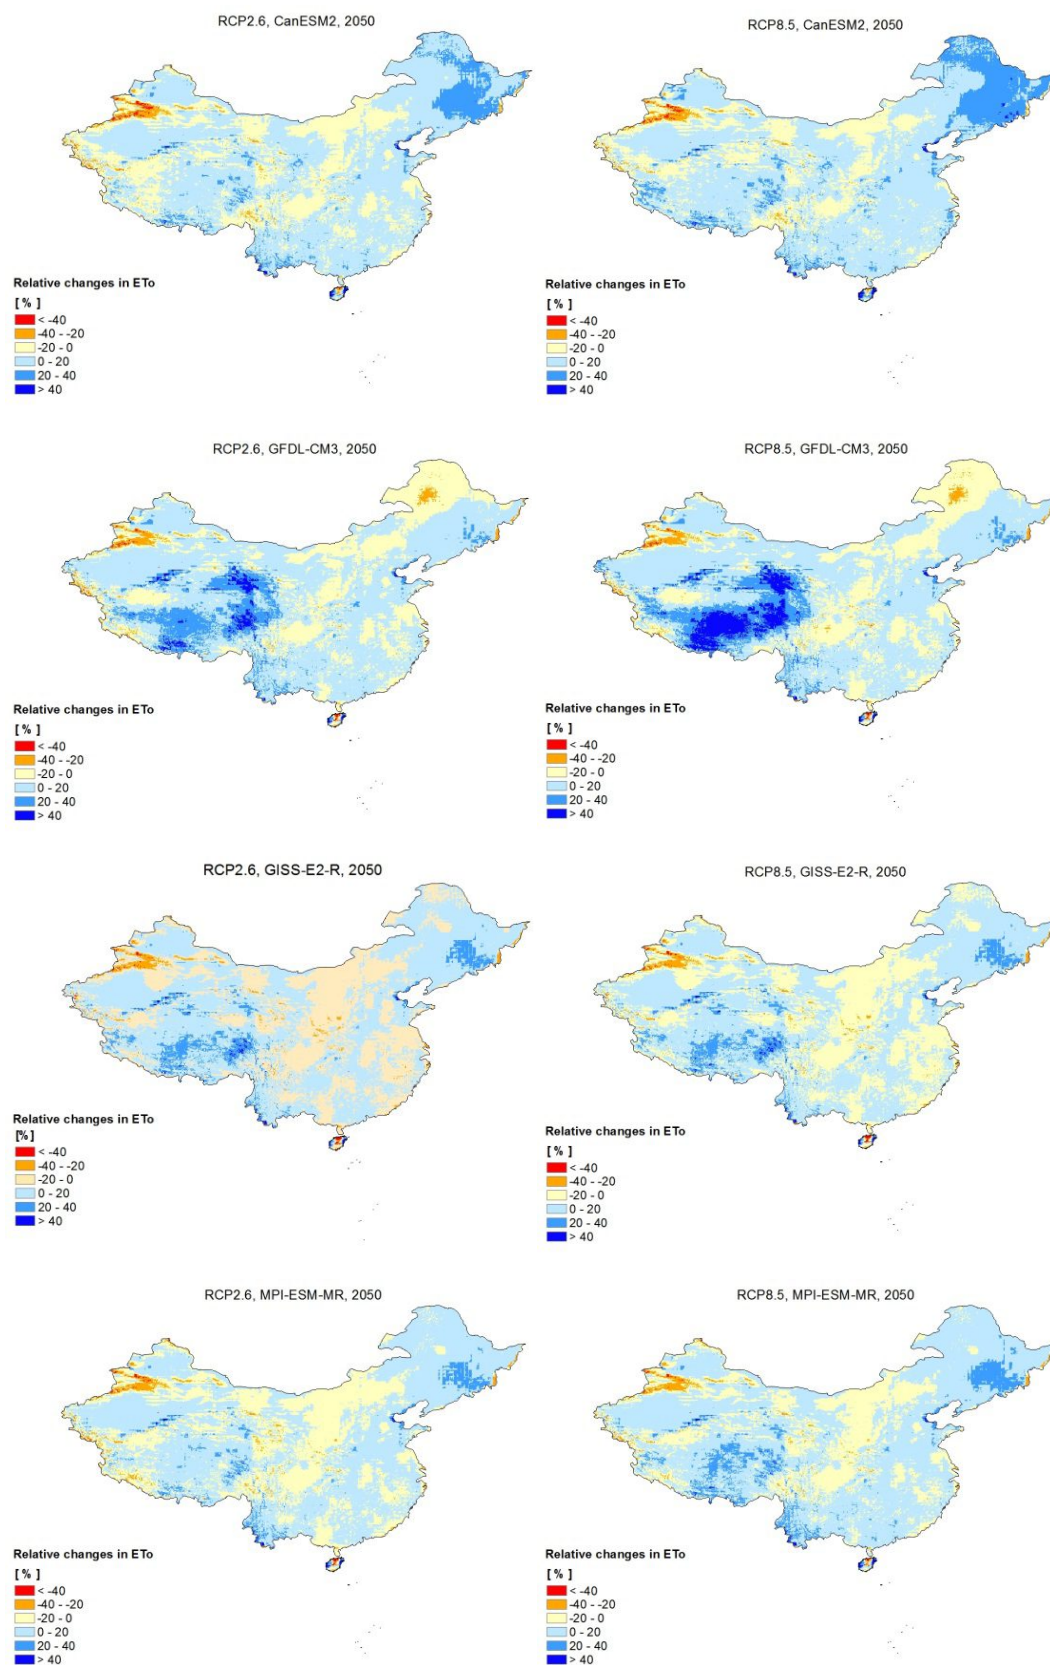 RCP2.6, CanESM2, 2050
Relative changes in ETo
[ % ]
< -40
-40 - -20
-20 - 0
0 - 20
20 - 40
> 40
RCP8.5, CanESM2, 2050
Relative changes in ETo
[ % ]
< -40
-40 - -20
-20 - 0
0 - 20
20 - 40
> 40
RCP2.6, GFDL-CM3, 2050
Relative changes in ETo
[ % ]
< -40
-40 - -20
-20 - 0
0 - 20
20 - 40
> 40
RCP8.5, GFDL-CM3, 2050
Relative changes in ETo
[ % ]
< -40
-40 - -20
-20 - 0
0 - 20
20 - 40
> 40
RCP2.6, GISS-E2-R, 2050
Relative changes in ETo
[%]
< -40
-40 - -20
-20 - 0
0 - 20
20 - 40
> 40
RCP8.5, GISS-E2-R, 2050
Relative changes in ETo
[ % ]
< -40
-40 - -20
-20 - 0
0 - 20
20 - 40
> 40
RCP2.6, MPI-ESM-MR, 2050
Relative changes in ETo
[ % ]
< -40
-40 - -20
-20 - 0
0 - 20
20 - 40
> 40
RCP8.5, MPI-ESM-MR, 2050
Relative changes in ETo
[ % ]
< -40
-40 - -20
-20 - 0
0 - 20
20 - 40
> 40